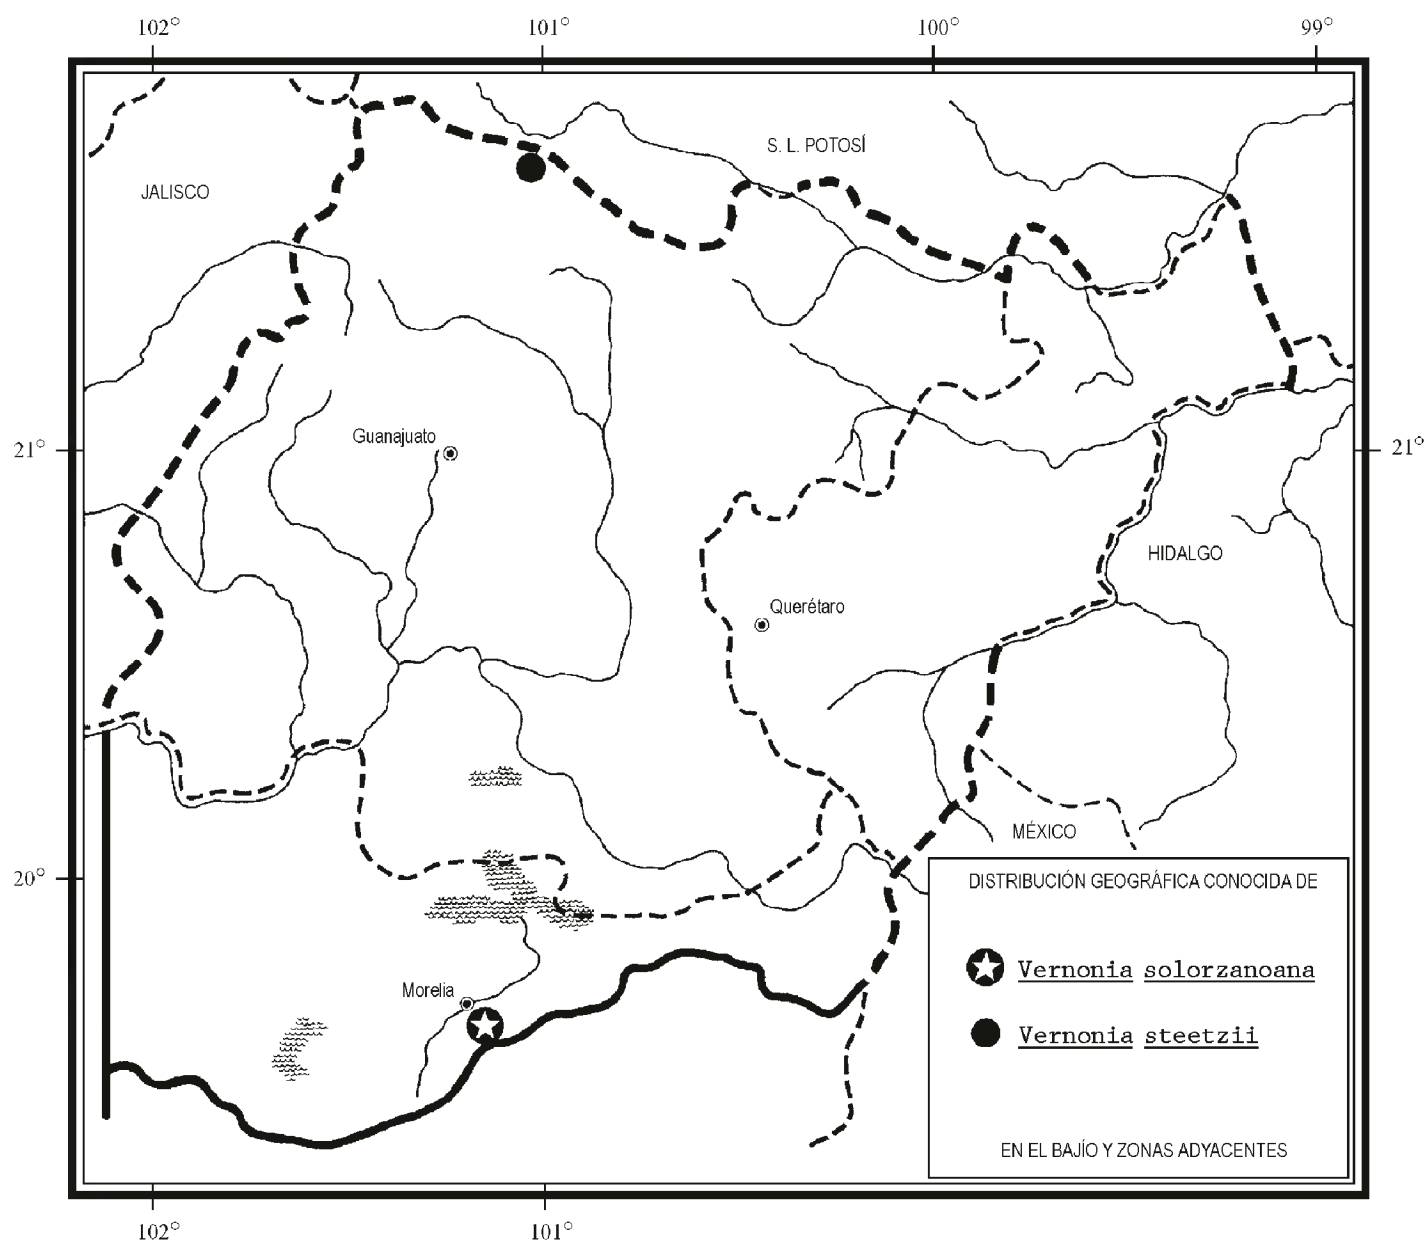 102° 101° 100° 99°
S. L. POTOSÍ
JALISCO
Guanajuato
21° 21°
HIDALGO
Querétaro
MÉXICO
20°
DISTRIBUCIÓN GEOGRÁFICA CONOCIDA DE
Vernonia solorzanoana
Morelia
Vernonia steetzii
EN EL BAJÍO Y ZONAS ADYACENTES
102° 101°